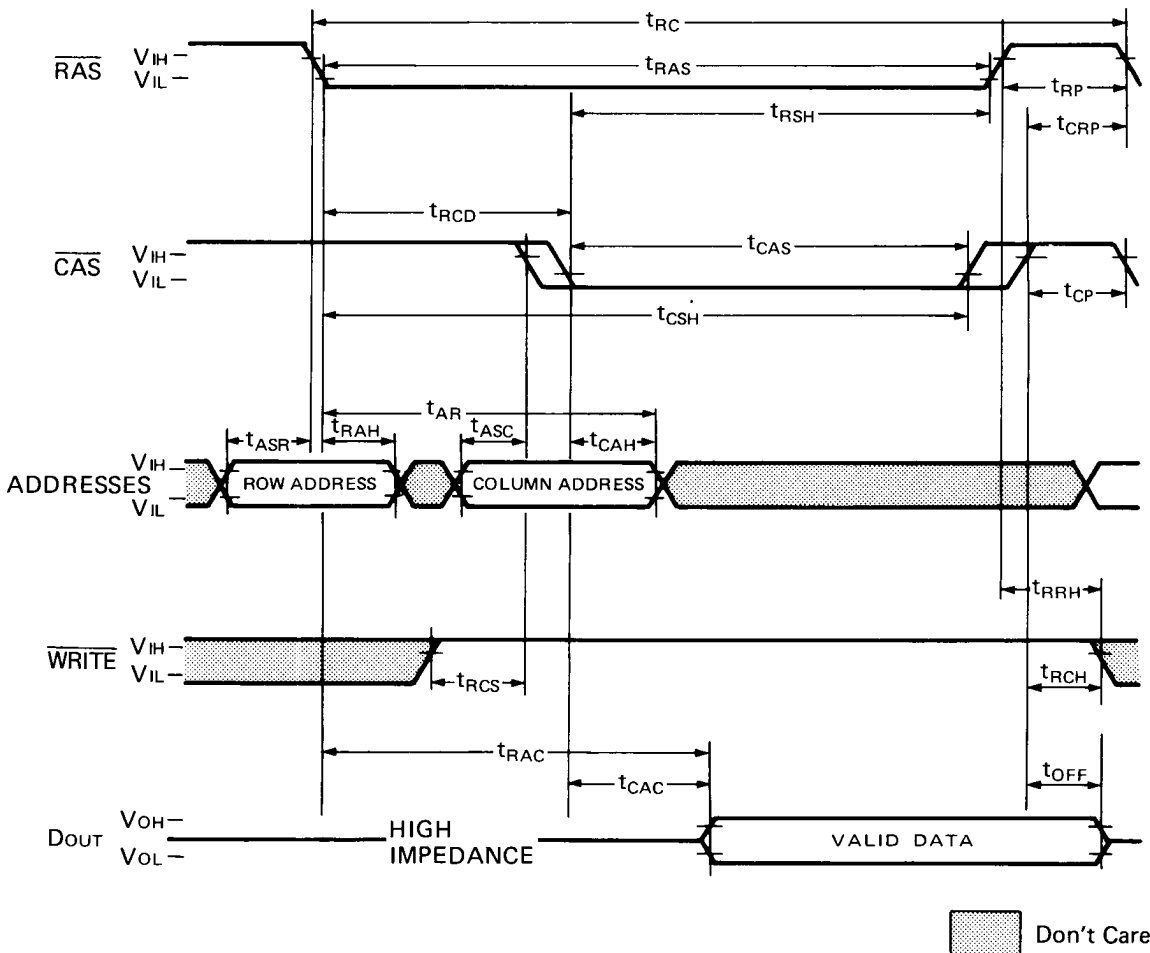 tRC
RAS
VIH
VIL
tRAS
tRP
tRSH
tCRP
tRCD
CAS
VIH
VIL
tCAS
tCP
tCSH
tAR
tASR
tRAH
tASC
tCAH
ADDRESSES
VIH
VIL
ROW ADDRESS
COLUMN ADDRESS
tRRH
WRITE
VIH
VIL
tRCS
tRCH
tRAC
tCAC
tOFF
DOUT
VOH
VOL
HIGH
IMPEDANCE
VALID DATA
Don't Care